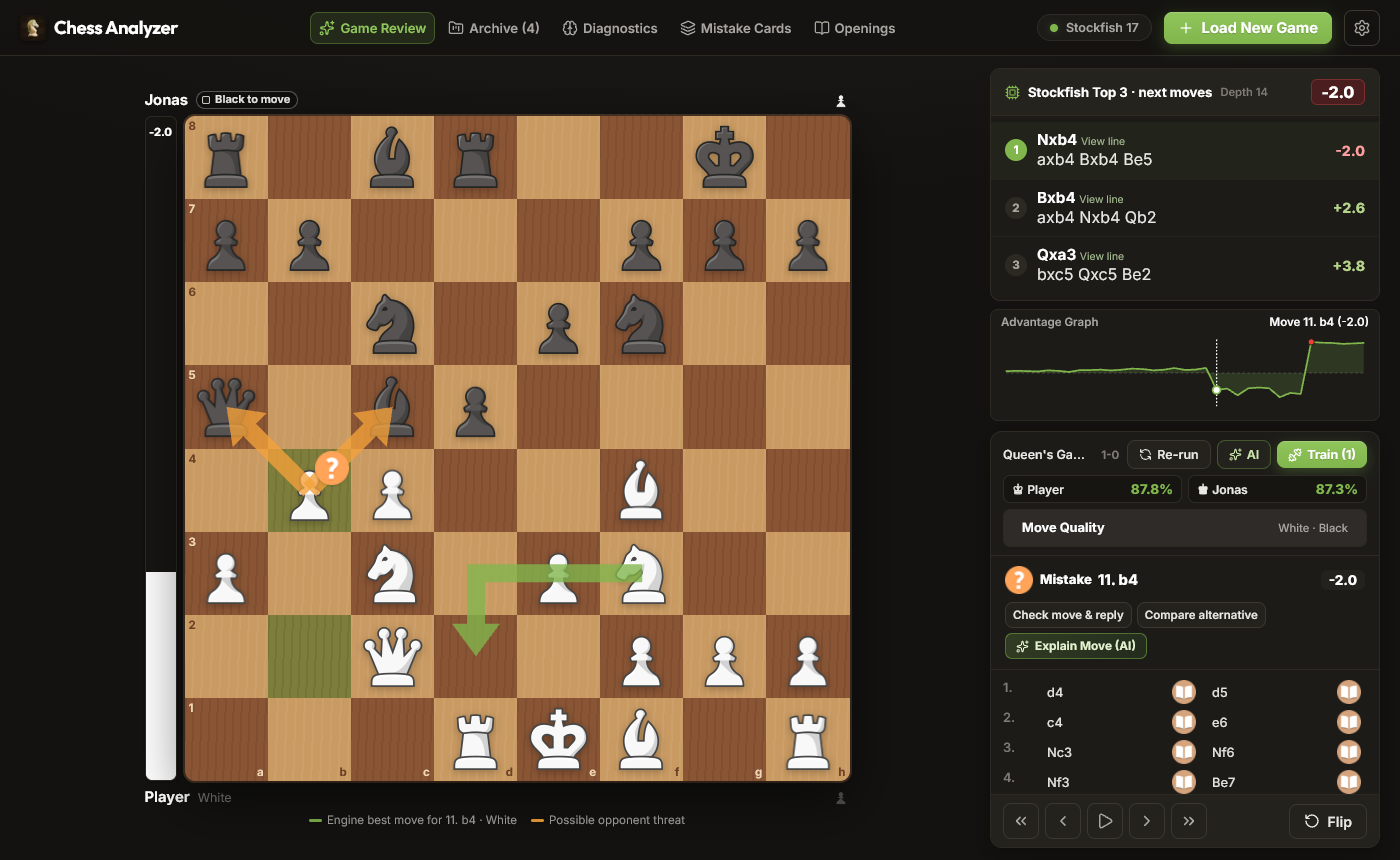 Chess Analyzer
Game Review
Archive (4)
Diagnostics
Mistake Cards
Openings
Stockfish 17
Load New Game
Jonas
Black to move
-2.0
8
7
6
5
4
3
2
1
a
b
c
d
e
f
g
h
?
Player White
Engine best move for 11. b4 · White
Possible opponent threat
Stockfish Top 3 · next moves Depth 14 -2.0
1 Nxb4 View line -2.0
axb4 Bxb4 Be5
2 Bxb4 View line +2.6
axb4 Nxb4 Qb2
3 Qxa3 View line +3.8
bxc5 Qxc5 Be2
Advantage Graph Move 11. b4 (-2.0)
Queen's Ga... 1-0 Re-run AI Train (1)
Player 87.8% Jonas 87.3%
Move Quality White · Black
? Mistake 11. b4 -2.0
Check move & reply Compare alternative
Explain Move (AI)
1. d4 d5
2. c4 e6
3. Nc3 Nf6
4. Nf3 Be7
Flip